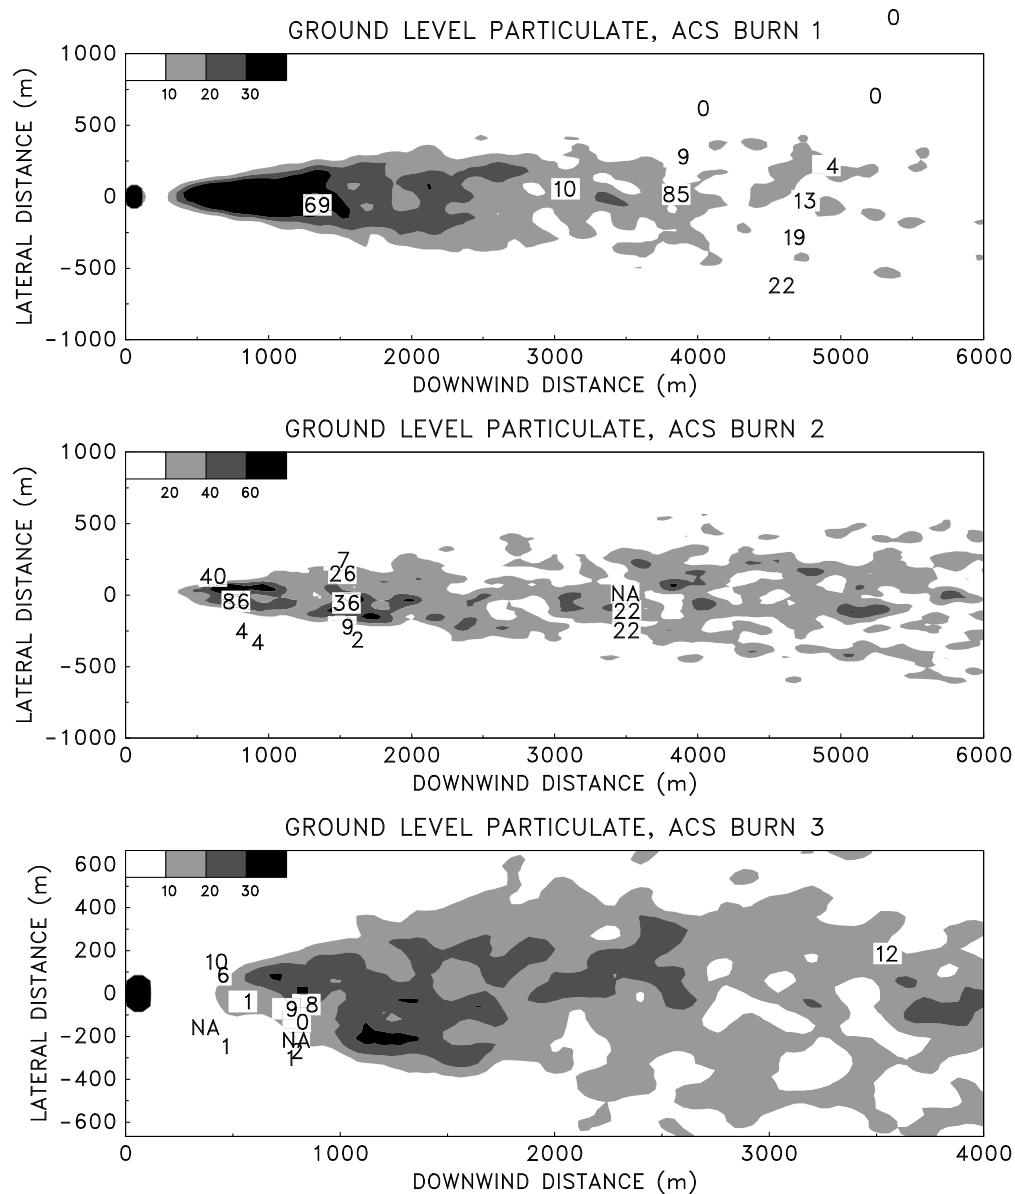 0
GROUND LEVEL PARTICULATE, ACS BURN 1
1000
10 20 30
0
0
500
9
4
10
85
0
69
13
19
-500
22
-1000
LATERAL DISTANCE (m)
0 1000 2000 3000 4000 5000 6000
DOWNWIND DISTANCE (m)
GROUND LEVEL PARTICULATE, ACS BURN 2
1000
20 40 60
500
7
40 26
0
NA
86 36
22
4 9 22
4 2
-500
-1000
LATERAL DISTANCE (m)
0 1000 2000 3000 4000 5000 6000
DOWNWIND DISTANCE (m)
GROUND LEVEL PARTICULATE, ACS BURN 3
600
10 20 30
400
200
12
10
6
0
1 9 8
0
NA
NA
-200
1 2
1
-400
-600
LATERAL DISTANCE (m)
0 1000 2000 3000 4000
DOWNWIND DISTANCE (m)